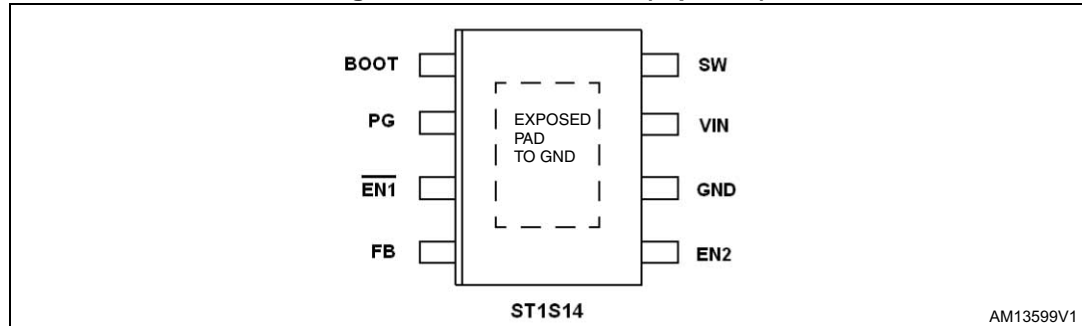 BOOT
PG
EN1
FB
EXPOSED
PAD
TO GND
SW
VIN
GND
EN2
ST1S14
AM13599V1